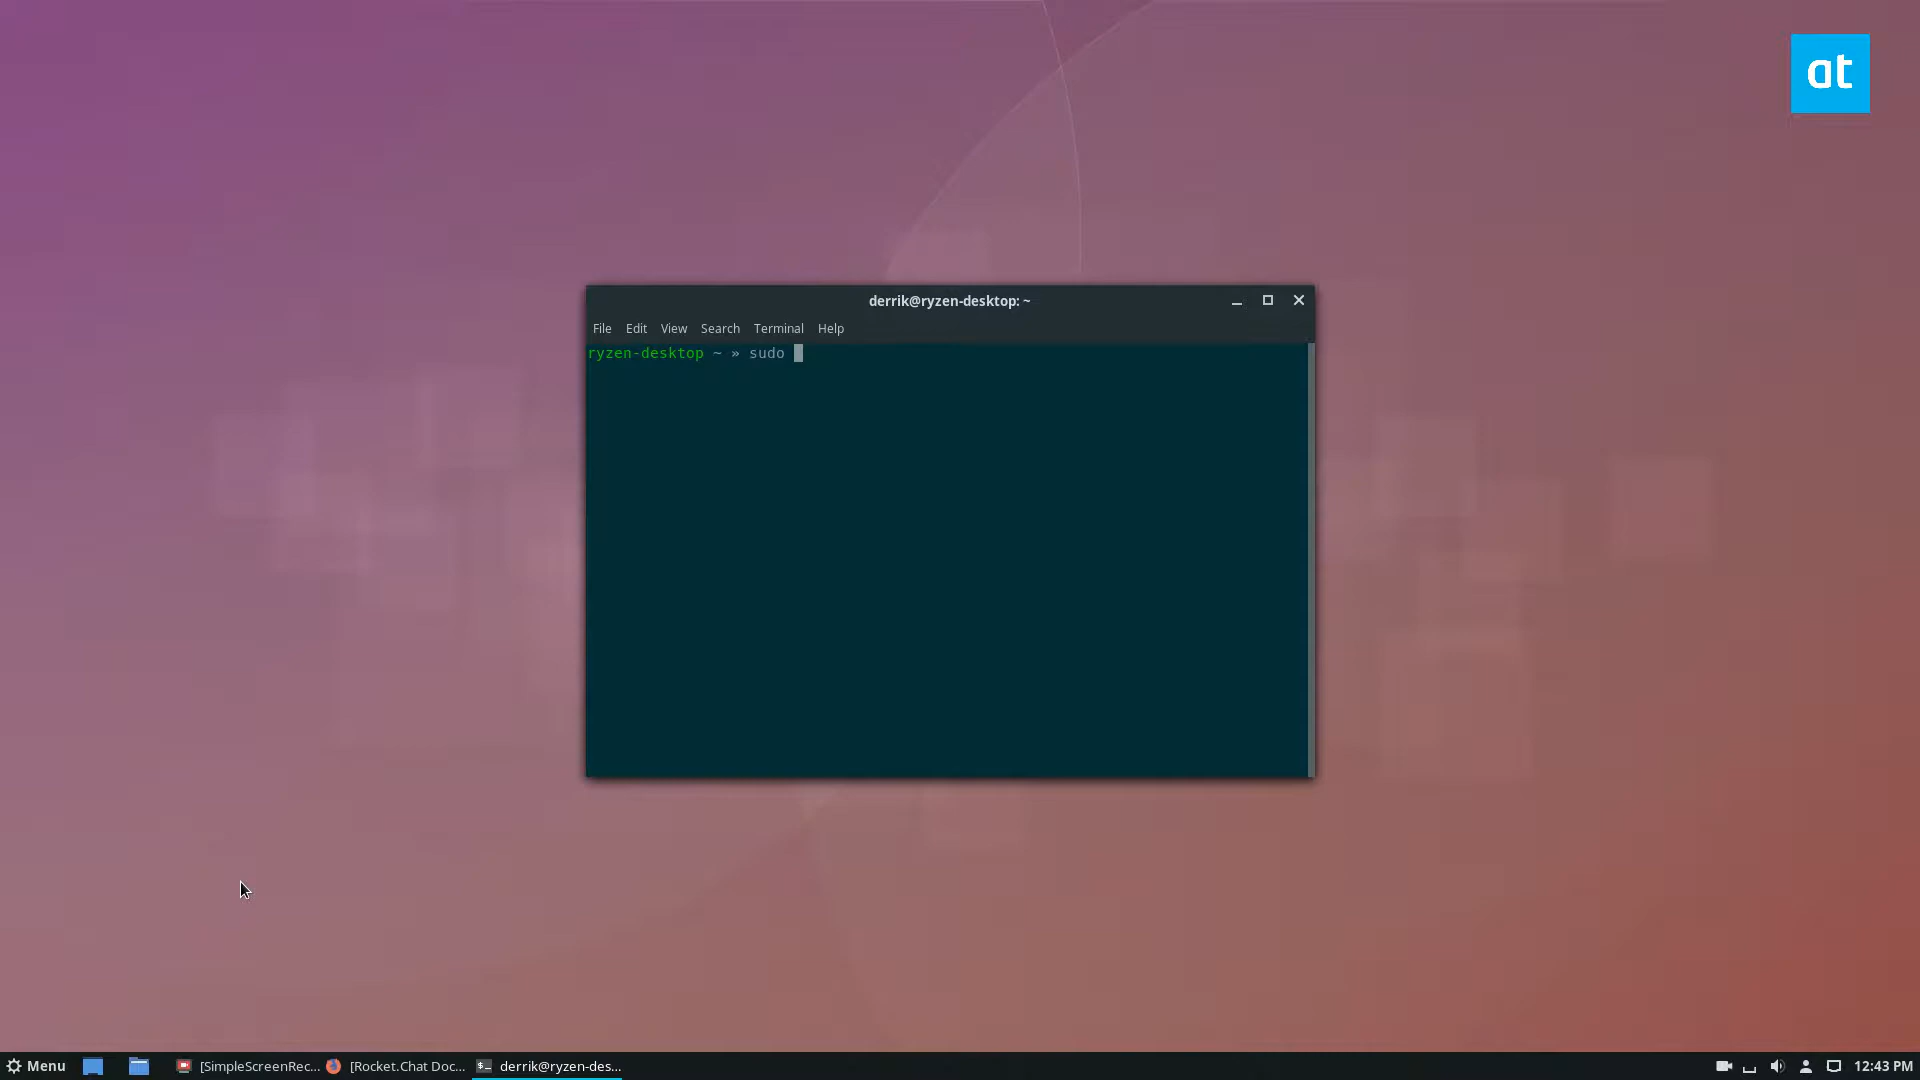 at
derrik@ryzen-desktop: ~
File Edit View Search Terminal Help
ryzen-desktop ~ » sudo
Menu [SimpleScreenRec... [Rocket.Chat Doc... derrik@ryzen-des... 12:43 PM